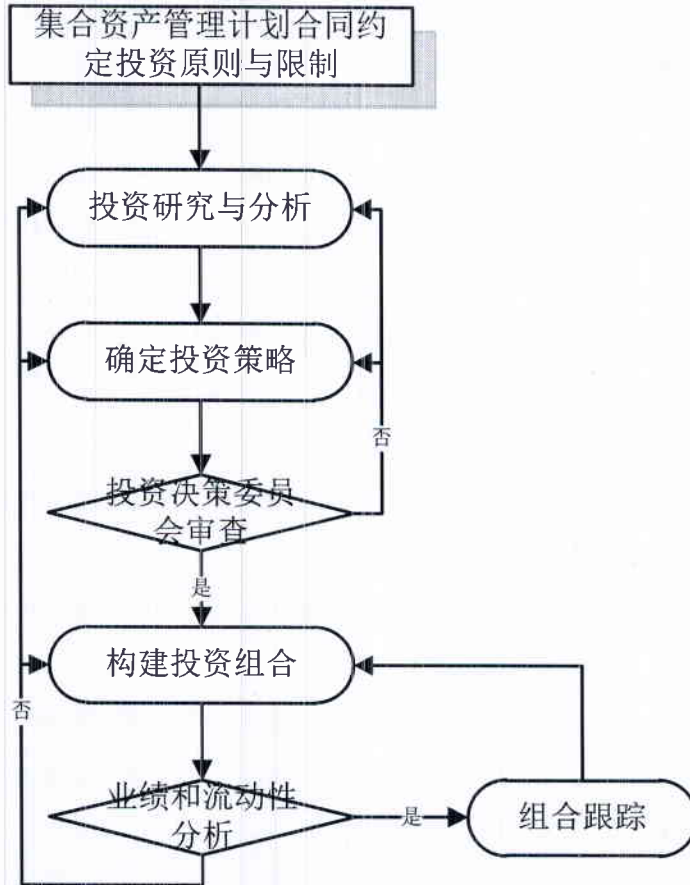 集合资产管理计划合同约
定投资原则与限制
投资研究与分析
确定投资策略
否
投资决策委员
会审查
是
构建投资组合
否
业绩和流动性
分析
是
组合跟踪